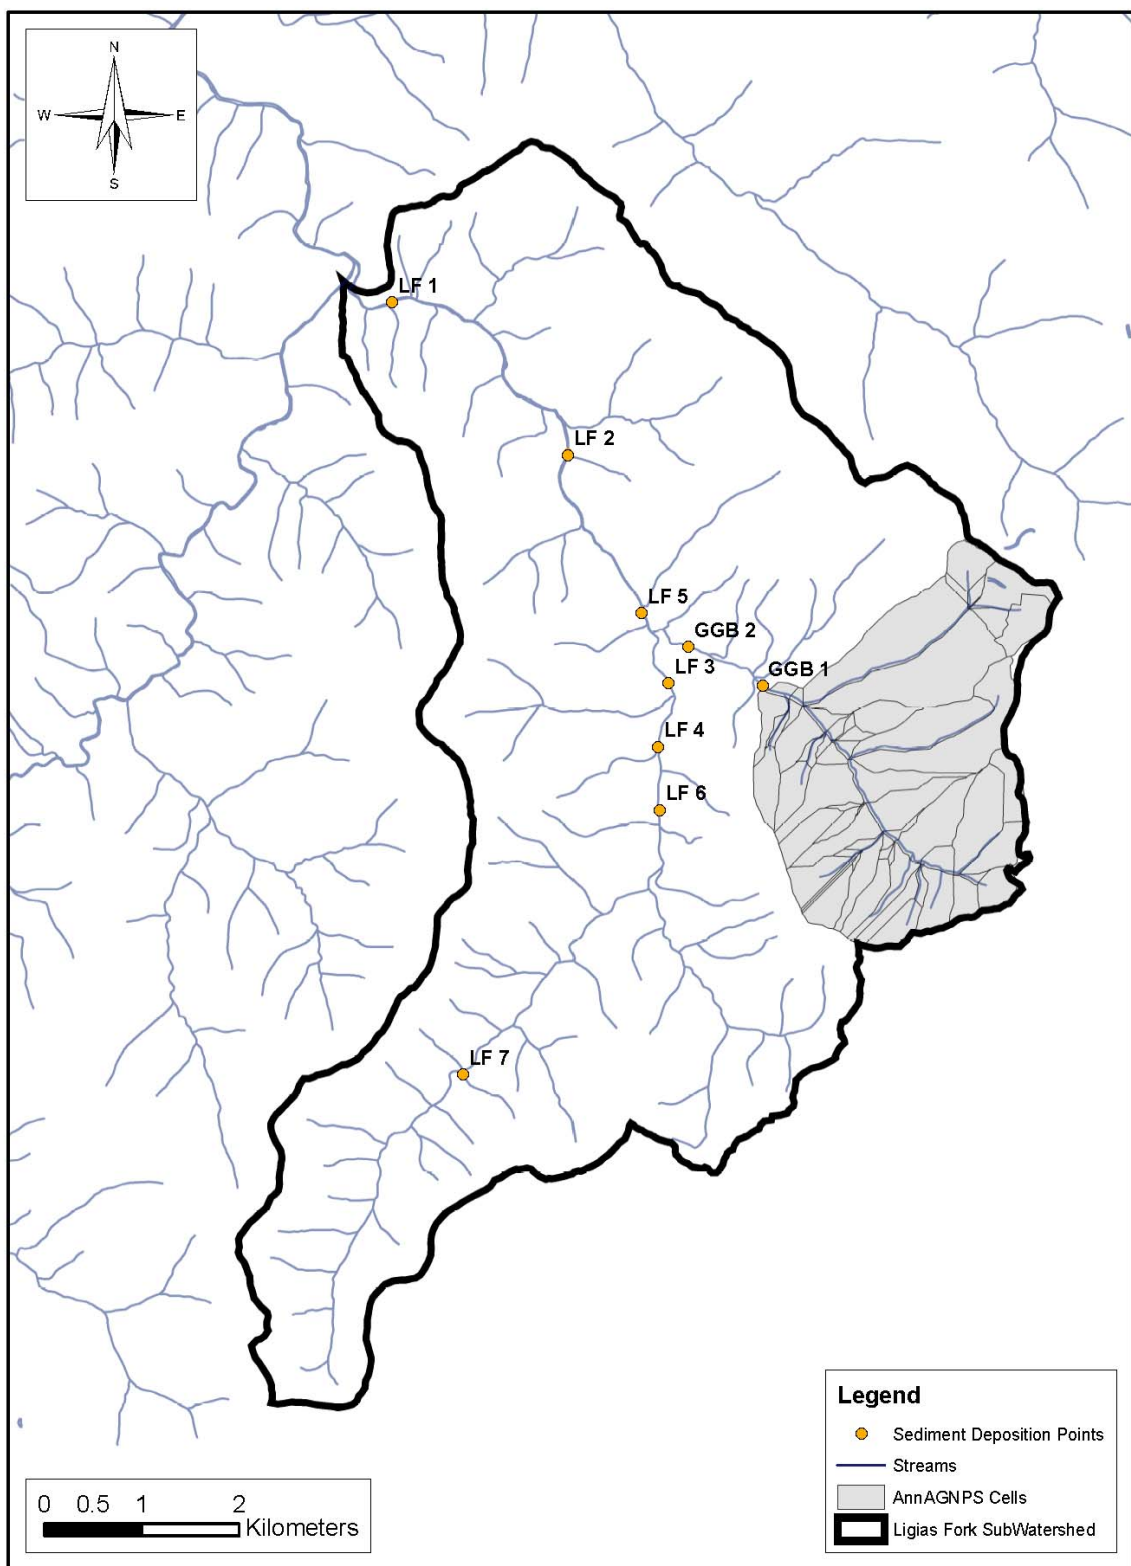 N
W E
S
LF 1
LF 2
LF 5
GGB 2
LF 3
GGB 1
LF 4
LF 6
LF 7
Legend
Sediment Deposition Points
Streams
AnnAGNPS Cells
Ligias Fork SubWatershed
0 0.5 1 2
Kilometers